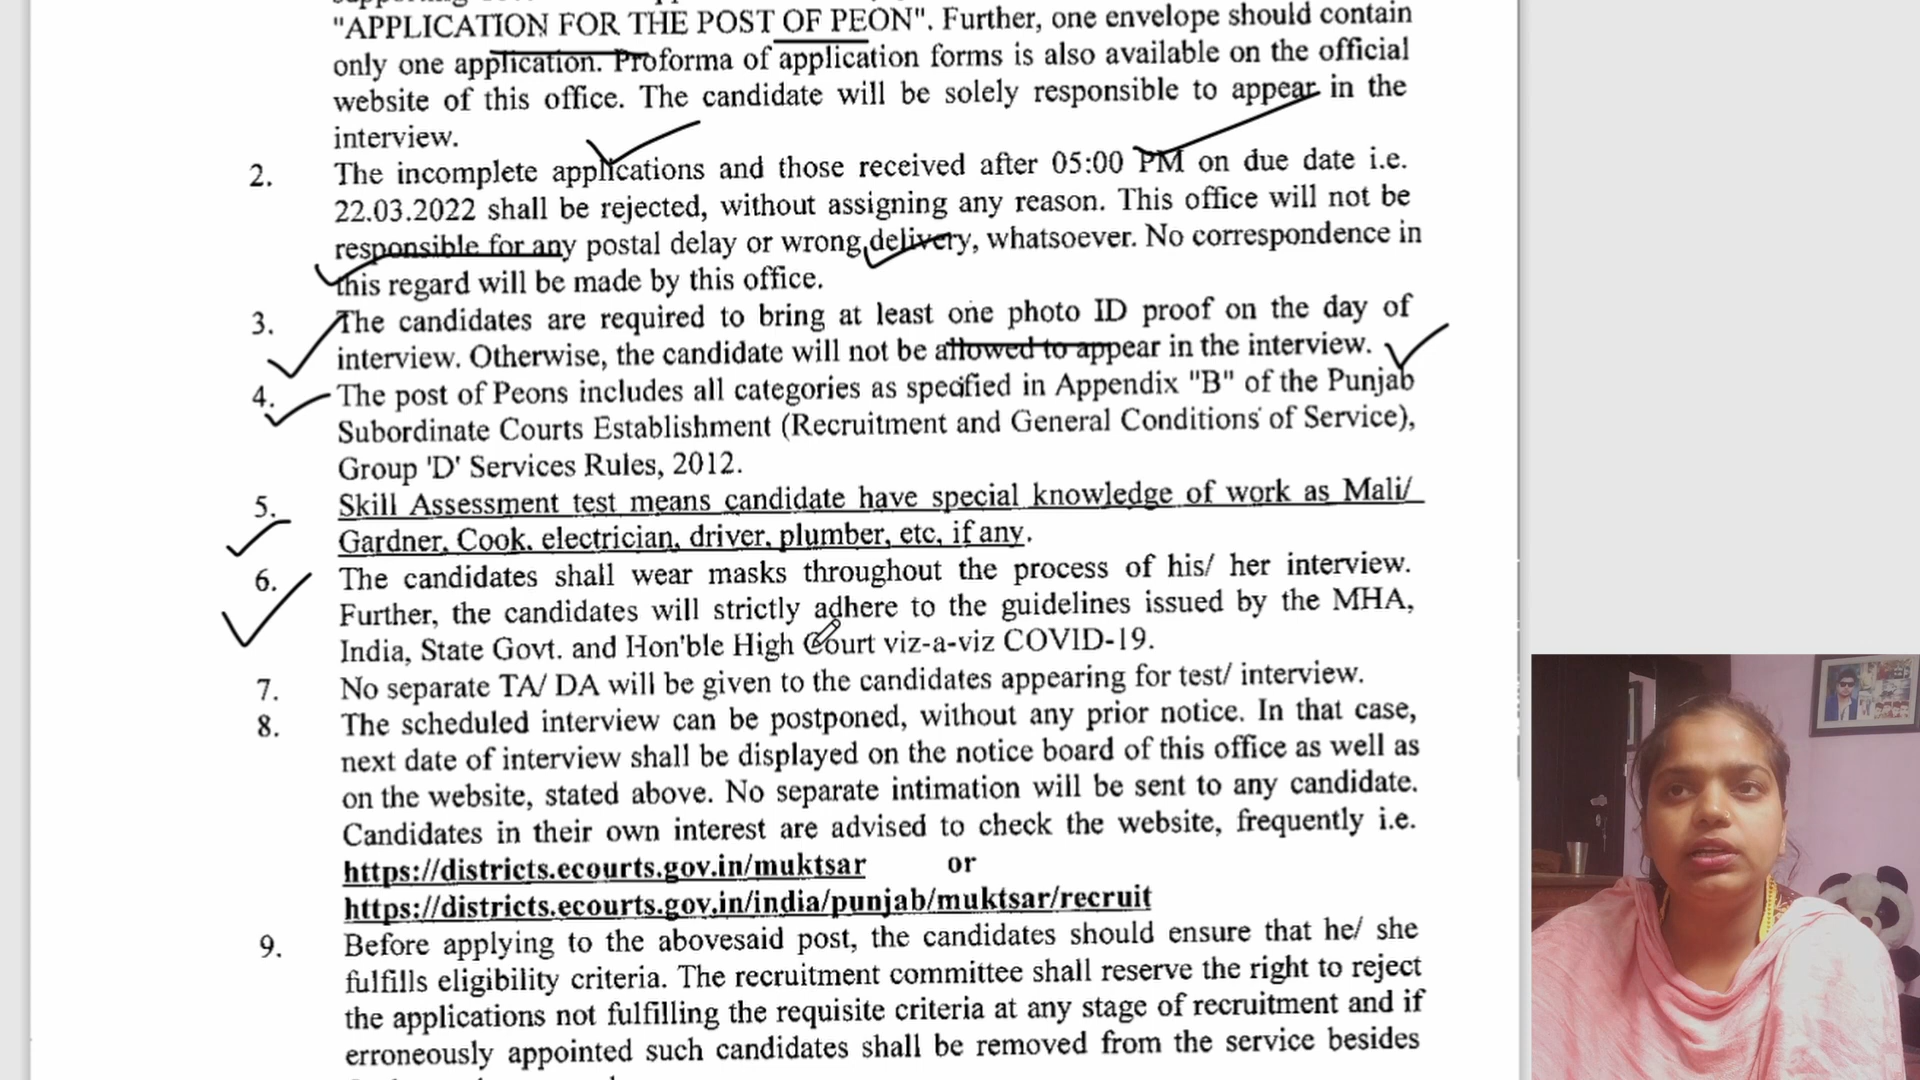 "APPLICATION FOR THE POST OF PEON". Further, one envelope should contain
only one application. Proforma of application forms is also available on the official
website of this office. The candidate will be solely responsible to appear in the
interview.
2. The incomplete applications and those received after 05:00 PM on due date i.e.
22.03.2022 shall be rejected, without assigning any reason. This office will not be
responsible for any postal delay or wrong delivery, whatsoever. No correspondence in
this regard will be made by this office.
3. The candidates are required to bring at least one photo ID proof on the day of
interview. Otherwise, the candidate will not be allowed to appear in the interview.
4. The post of Peons includes all categories as specified in Appendix "B" of the Punjab
Subordinate Courts Establishment (Recruitment and General Conditions of Service),
Group 'D' Services Rules, 2012.
5. Skill Assessment test means candidate have special knowledge of work as Mali/
Gardner, Cook, electrician, driver, plumber, etc, if any.
6. The candidates shall wear masks throughout the process of his/ her interview.
Further, the candidates will strictly adhere to the guidelines issued by the MHA,
India, State Govt. and Hon'ble High Court viz-a-viz COVID-19.
7. No separate TA/ DA will be given to the candidates appearing for test/ interview.
8. The scheduled interview can be postponed, without any prior notice. In that case,
next date of interview shall be displayed on the notice board of this office as well as
on the website, stated above. No separate intimation will be sent to any candidate.
Candidates in their own interest are advised to check the website, frequently i.e.
https://districts.ecourts.gov.in/muktsar or
https://districts.ecourts.gov.in/india/punjab/muktsar/recruit
9. Before applying to the abovesaid post, the candidates should ensure that he/ she
fulfills eligibility criteria. The recruitment committee shall reserve the right to reject
the applications not fulfilling the requisite criteria at any stage of recruitment and if
erroneously appointed such candidates shall be removed from the service besides